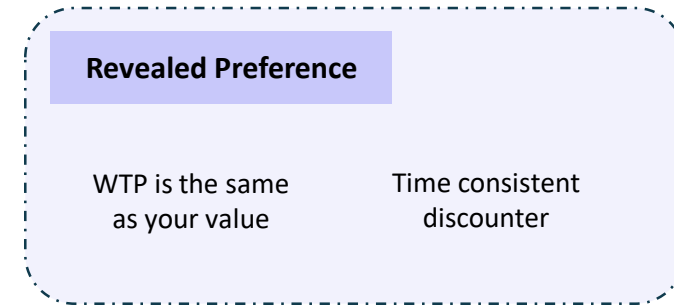 Revealed Preference
WTP is the same
as your value
Time consistent
discounter